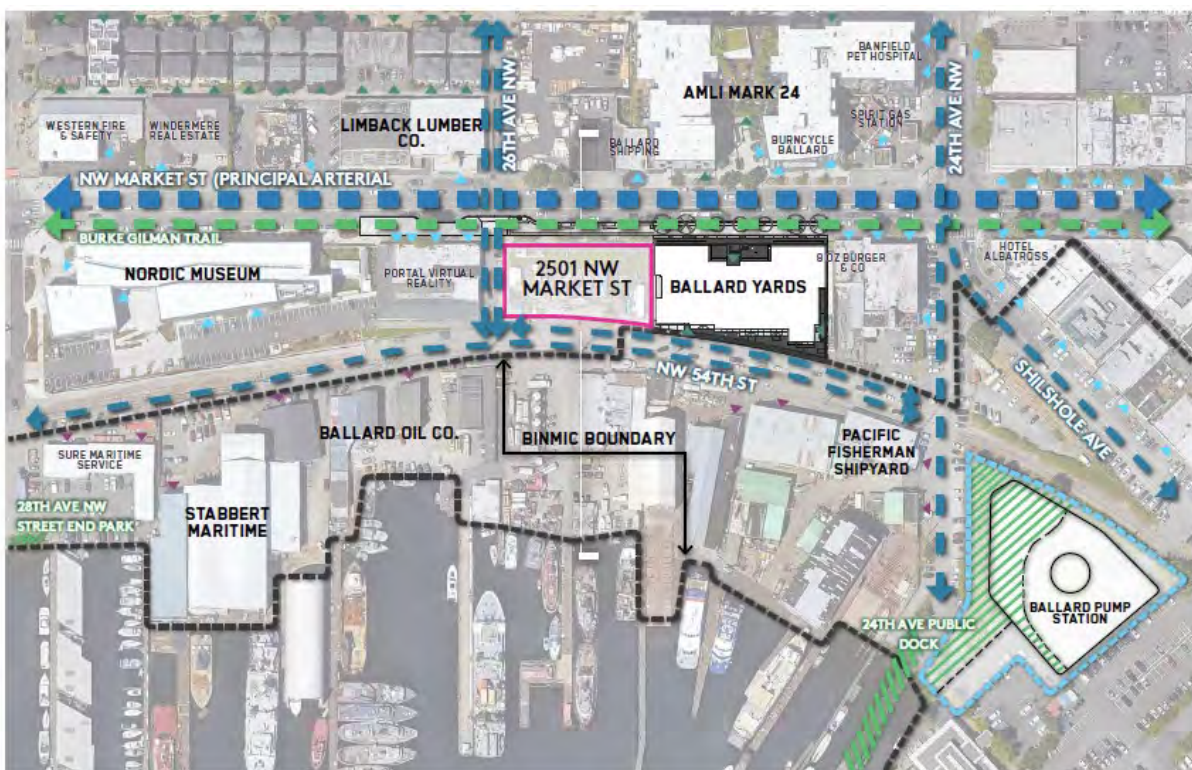 BANFIELD
PET HOSPITAL
24TH AVE NW
26TH AVE NW
AMLI MARK 24
SPIRIT GAS
STATION
WESTERN FIRE
& SAFETY
WINDERMERE
REAL ESTATE
LIMBACK LUMBER
CO.
BALLARD
SHIPPING
BURNCYCLE
BALLARD
NW MARKET ST (PRINCIPAL ARTERIAL
BURKE GILMAN TRAIL
NORDIC MUSEUM
PORTAL VIRTUAL
REALITY
2501 NW
MARKET ST
BALLARD YARDS
8 OZ BURGER
& CO
HOTEL
ALBATROSS
NW 54TH ST
SHILSHOLE AVE
BALLARD OIL CO.
BINMIC BOUNDARY
PACIFIC
FISHERMAN
SHIPYARD
SURE MARITIME
SERVICE
28TH AVE NW
STREET END PARK
STABBERT
MARITIME
24TH AVE PUBLIC
DOCK
BALLARD PUMP
STATION